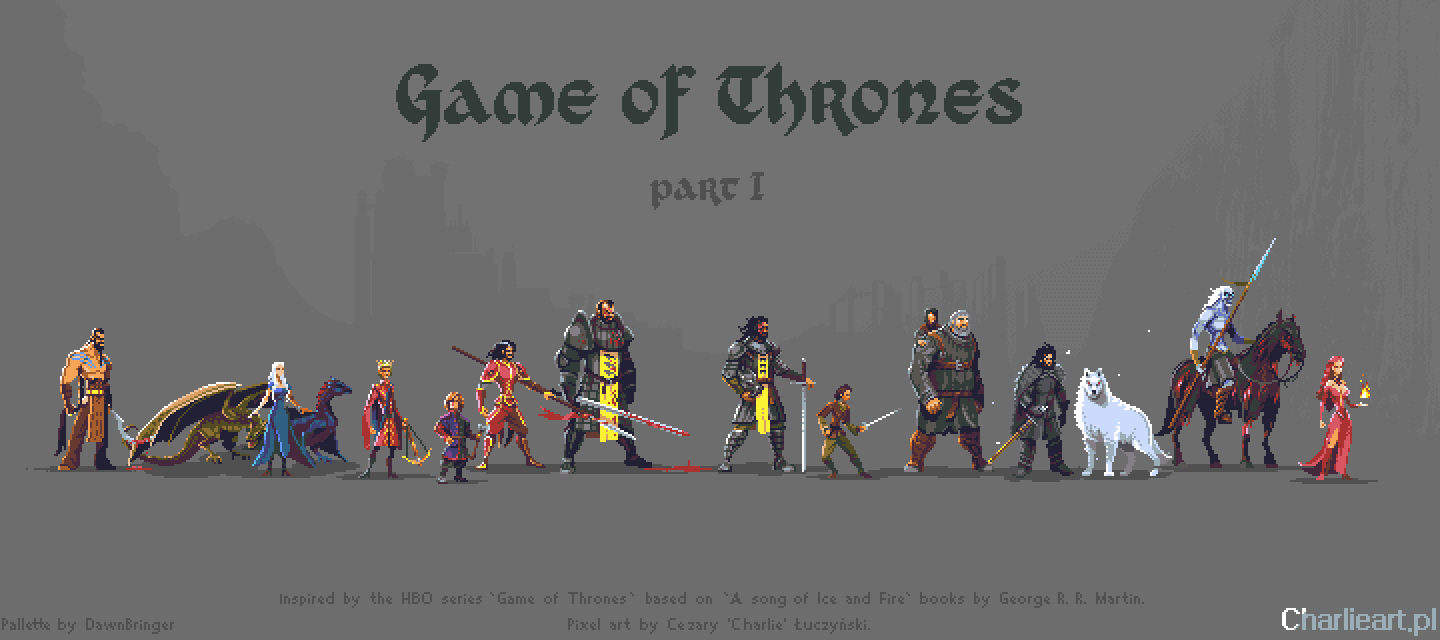 Game of Thrones
part I
Inspired by the HBO series `Game of Thrones` based on `A song of Ice and Fire` books by George R. R. Martin.
Pallette by DawnBringer
Pixel art by Cezary 'Charlie' Łuczyński.
Charlieart.pl